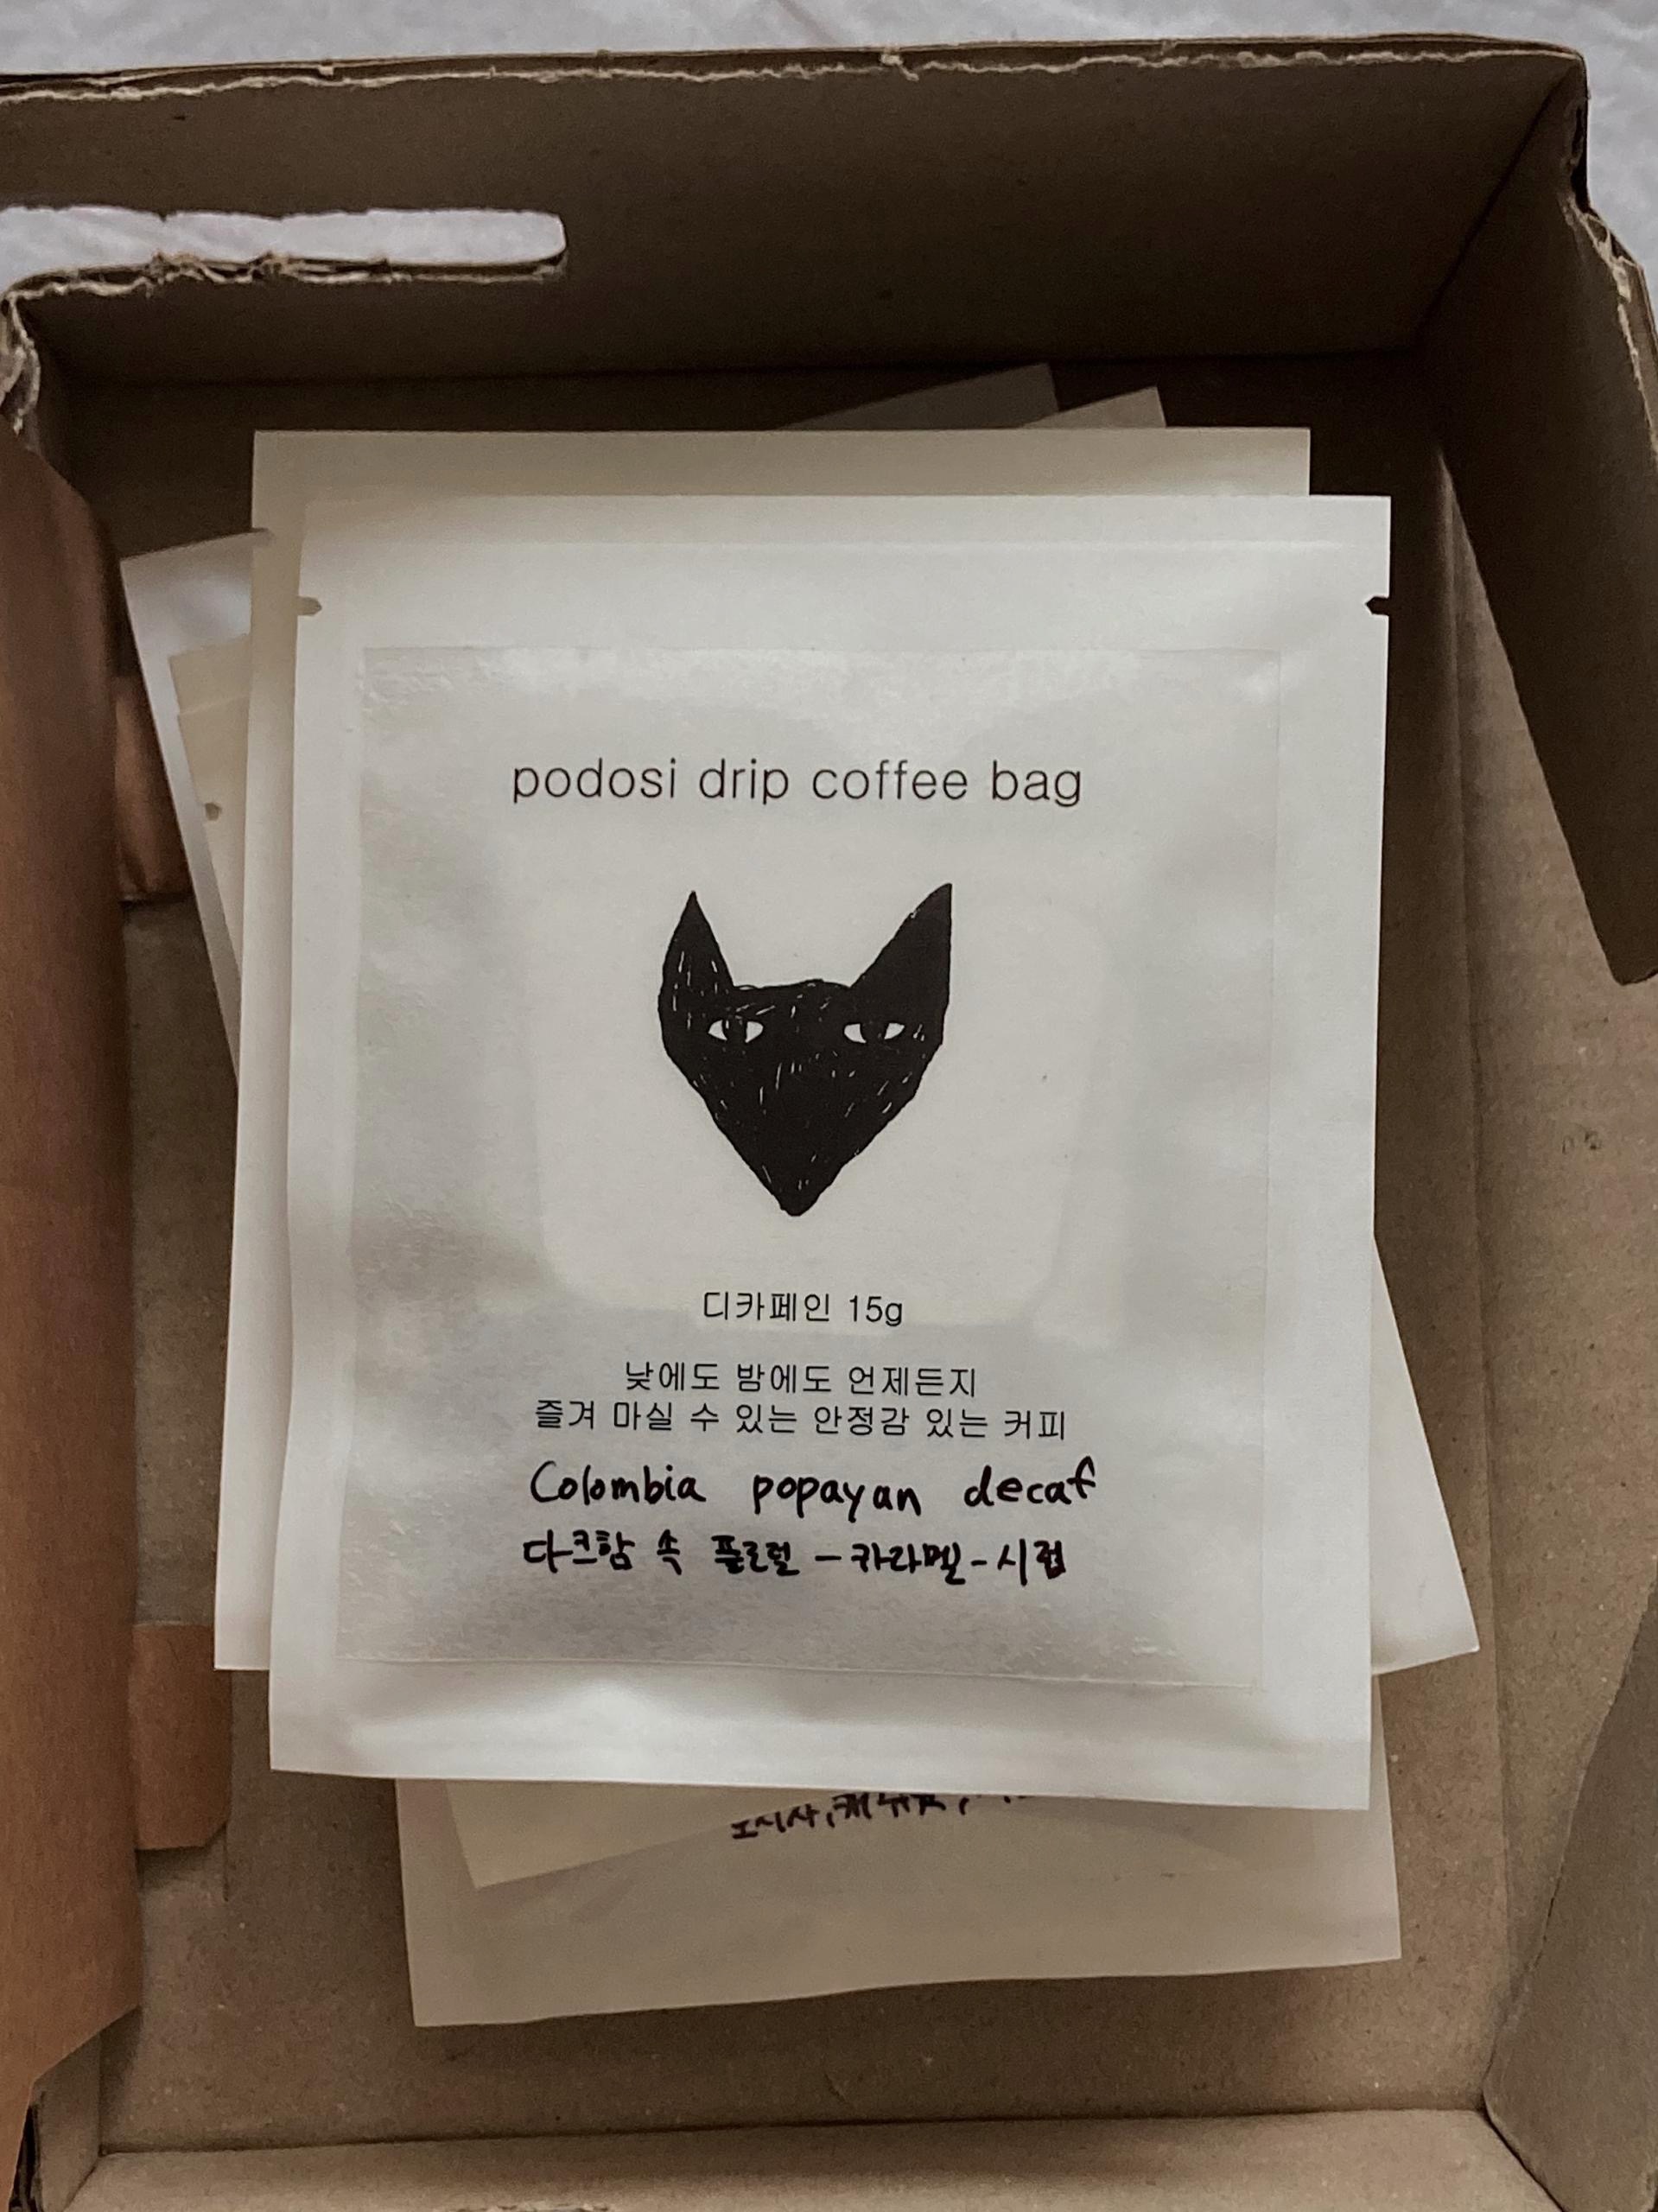 podosi drip coffee bag
디카페인 15g
낮에도 밤에도 언제든지
즐겨 마실 수 있는 안정감 있는 커피
Colombia popayan decaf
다크함 속 플로럴 - 카라멜 - 시럽